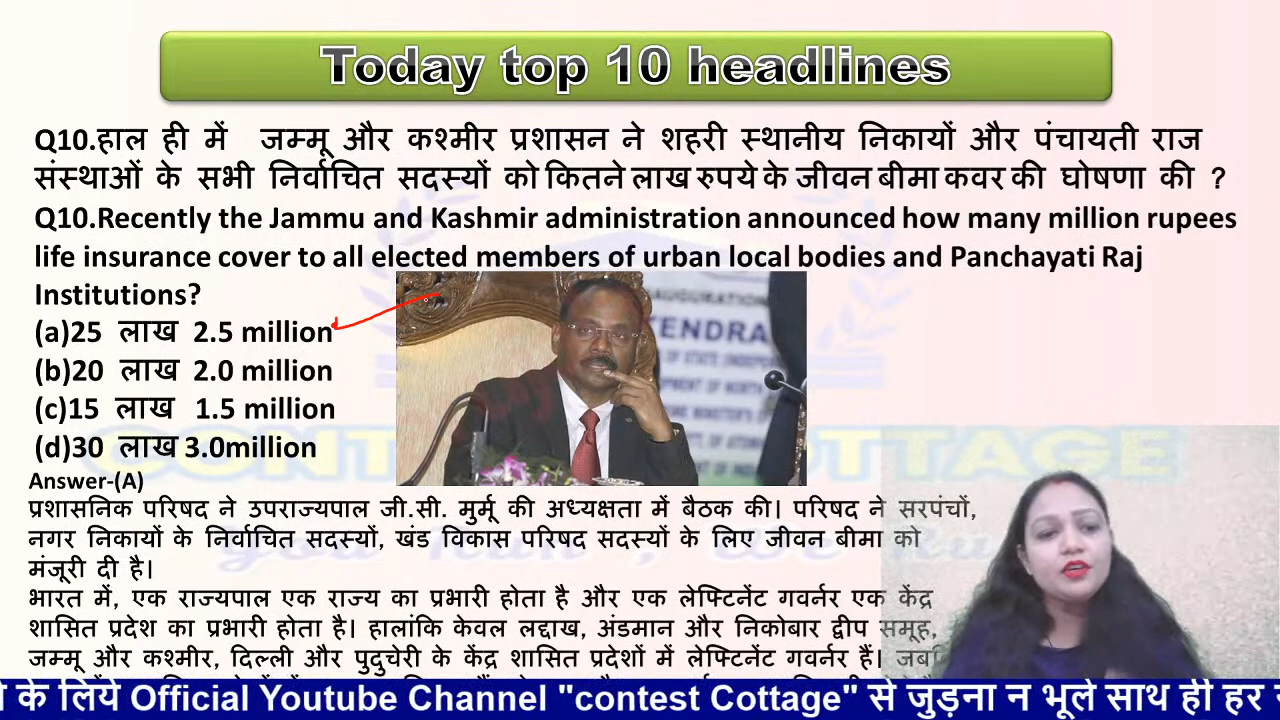 Today top 10 headlines
Q10.हाल ही में जम्मू और कश्मीर प्रशासन ने शहरी स्थानीय निकायों और पंचायती राज
संस्थाओं के सभी निर्वाचित सदस्यों को कितने लाख रुपये के जीवन बीमा कवर की घोषणा की ?
Q10.Recently the Jammu and Kashmir administration announced how many million rupees
life insurance cover to all elected members of urban local bodies and Panchayati Raj
Institutions?
(a)25 लाख 2.5 million
(b)20 लाख 2.0 million
(c)15 लाख 1.5 million
(d)30 लाख 3.0million
Answer-(A)
प्रशासनिक परिषद ने उपराज्यपाल जी.सी. मुर्मू की अध्यक्षता में बैठक की। परिषद ने सरपंचों,
नगर निकायों के निर्वाचित सदस्यों, खंड विकास परिषद सदस्यों के लिए जीवन बीमा को
मंजूरी दी है।
भारत में, एक राज्यपाल एक राज्य का प्रभारी होता है और एक लेफ्टिनेंट गवर्नर एक केंद्र
शासित प्रदेश का प्रभारी होता है। हालांकि केवल लद्दाख, अंडमान और निकोबार द्वीप समूह,
जम्मू और कश्मीर, दिल्ली और पुदुचेरी के केंद्र शासित प्रदेशों में लेफ्टिनेंट गवर्नर हैं।
के लिये Official Youtube Channel "contest Cottage" से जुड़ना न भूले साथ ही हर
TENDRA
CONTEST COTTAGE